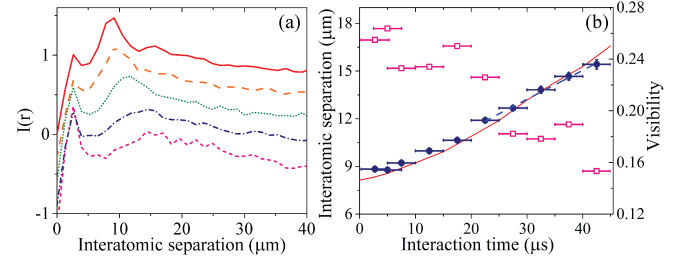 (a)
1
0
-1
I(r)
0 10 20 30 40
Interatomic separation (μm)
(b)
18
15
12
9
6
Interatomic separation (μm)
0.28
0.24
0.20
0.16
0.12
Visibility
0 10 20 30 40
Interaction time (μs)